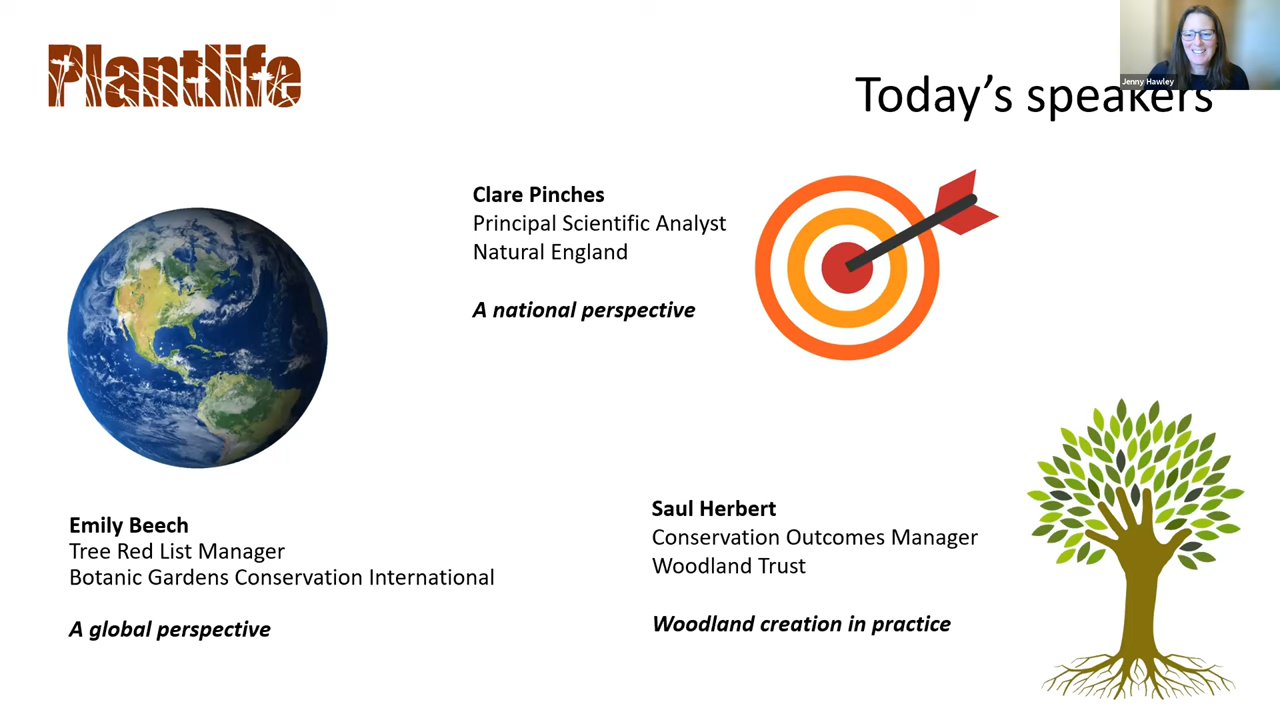 Plantlife
Jenny Hawley
Today's speakers
Clare Pinches
Principal Scientific Analyst
Natural England
A national perspective
Emily Beech
Tree Red List Manager
Botanic Gardens Conservation International
A global perspective
Saul Herbert
Conservation Outcomes Manager
Woodland Trust
Woodland creation in practice